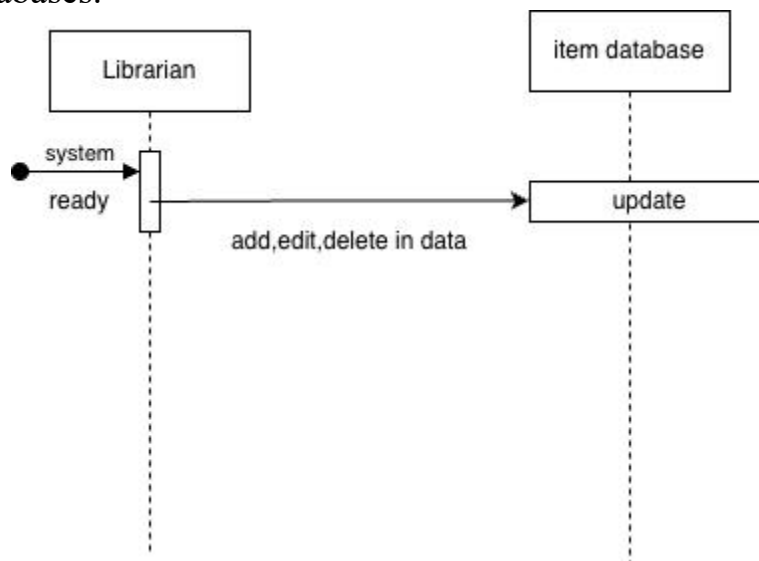 abases.
Librarian
item database
system
ready
update
add,edit,delete in data